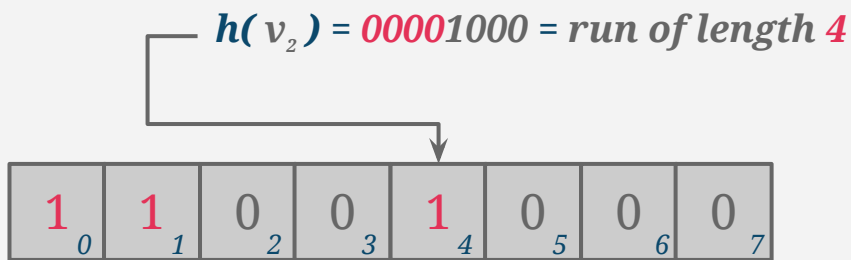 h( v₂ ) = 00001000 = run of length 4
1 0 1 1 0 2 0 3 1 4 0 5 0 6 0 7